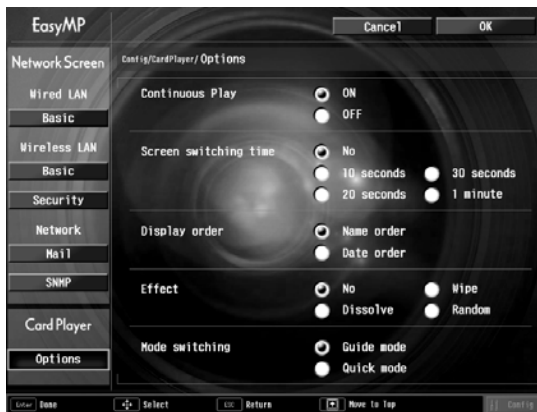 EasyMP
Cancel
OK
Network Screen
Config/CardPlayer/Options
Wired LAN
Basic
Wireless LAN
Basic
Security
Network
Mail
SNMP
Card Player
Options
Continuous Play
ON
OFF
Screen switching time
No
10 seconds
30 seconds
20 seconds
1 minute
Display order
Name order
Date order
Effect
No
Wipe
Dissolve
Random
Mode switching
Guide mode
Quick mode
Enter Done
Select
ESC Return
Move to Top
Config